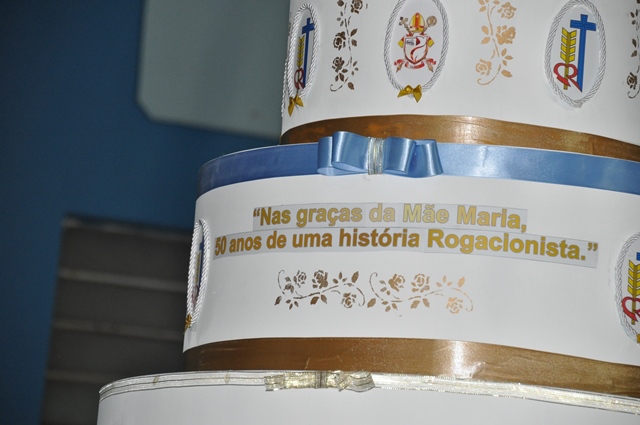 “Nas graças da Mãe Maria,
50 anos de uma história Rogacionista.”